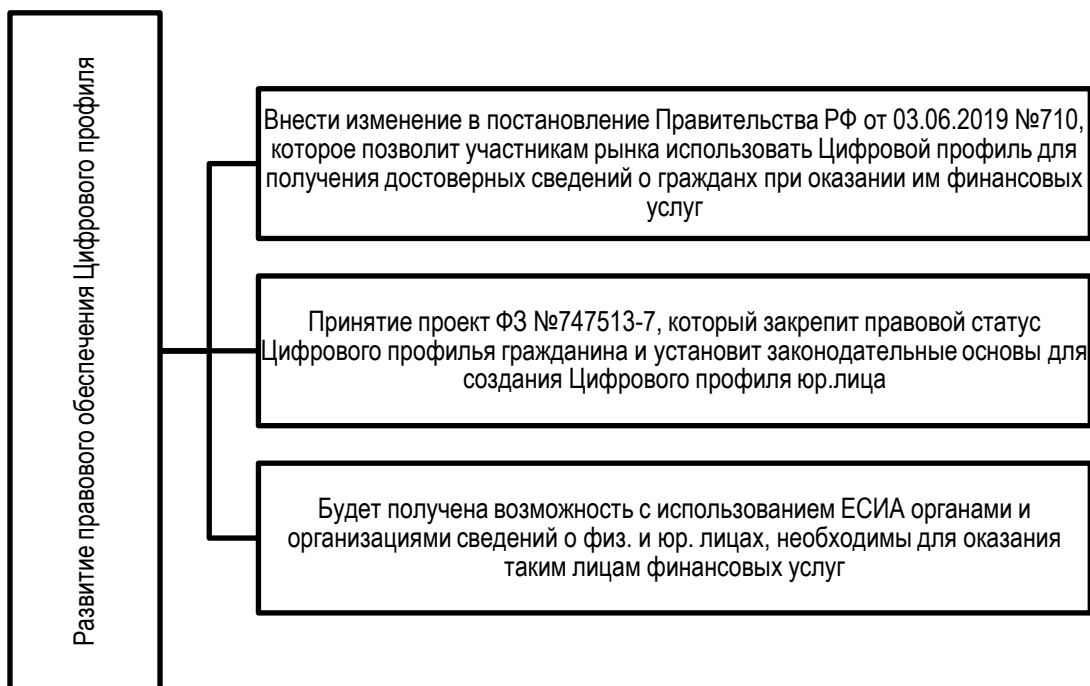 Развитие правового обеспечения Цифрового профиля
Внести изменение в постановление Правительства РФ от 03.06.2019 №710,
которое позволит участникам рынка использовать Цифровой профиль для
получения достоверных сведений о гражданх при оказании им финансовых
услуг
Принятие проект ФЗ №747513-7, который закрепит правовой статус
Цифрового профилья гражданина и установит законодательные основы для
создания Цифрового профиля юр.лица
Будет получена возможность с использованием ЕСИА органами и
организациями сведений о физ. и юр. лицах, необходимы для оказания
таким лицам финансовых услуг